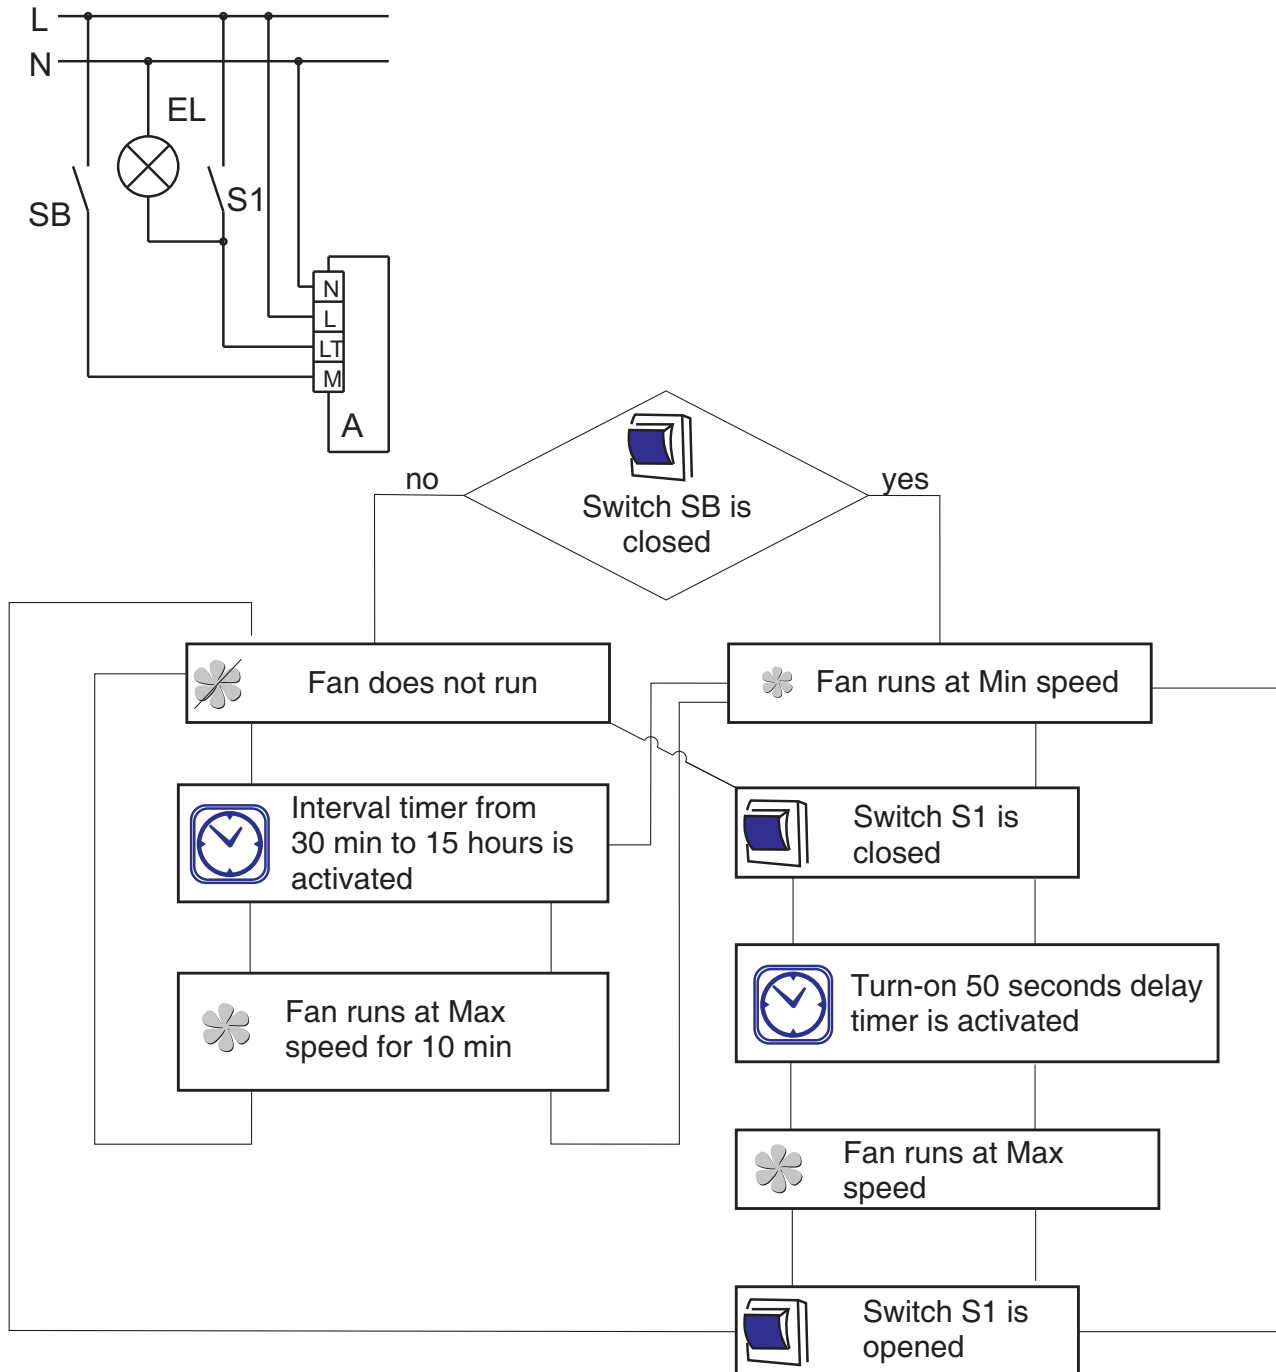 L
N
EL
SB
S1
N
L
LT
M
A
no
yes
Switch SB is
closed
Fan does not run
Fan runs at Min speed
Interval timer from
30 min to 15 hours is
activated
Switch S1 is
closed
Fan runs at Max
speed for 10 min
Turn-on 50 seconds delay
timer is activated
Fan runs at Max
speed
Switch S1 is
opened